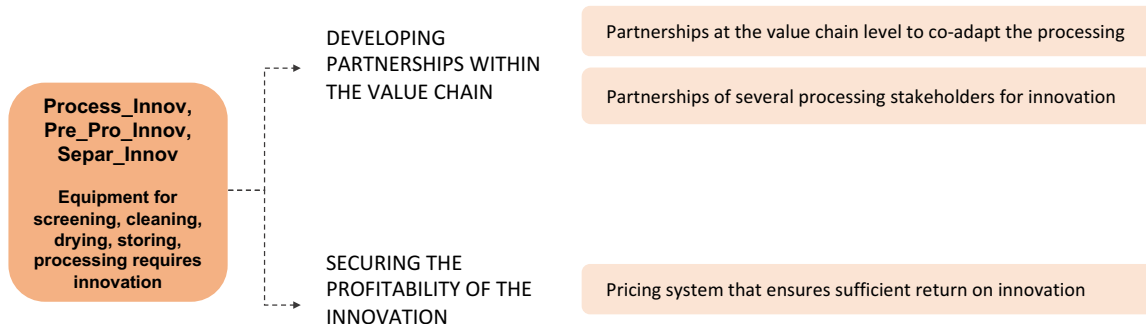 Process_Innov,
Pre_Pro_Innov,
Separ_Innov
Equipment for
screening, cleaning,
drying, storing,
processing requires
innovation
DEVELOPING
PARTNERSHIPS WITHIN
THE VALUE CHAIN
Partnerships at the value chain level to co-adapt the processing
Partnerships of several processing stakeholders for innovation
SECURING THE
PROFITABILITY OF THE
INNOVATION
Pricing system that ensures sufficient return on innovation